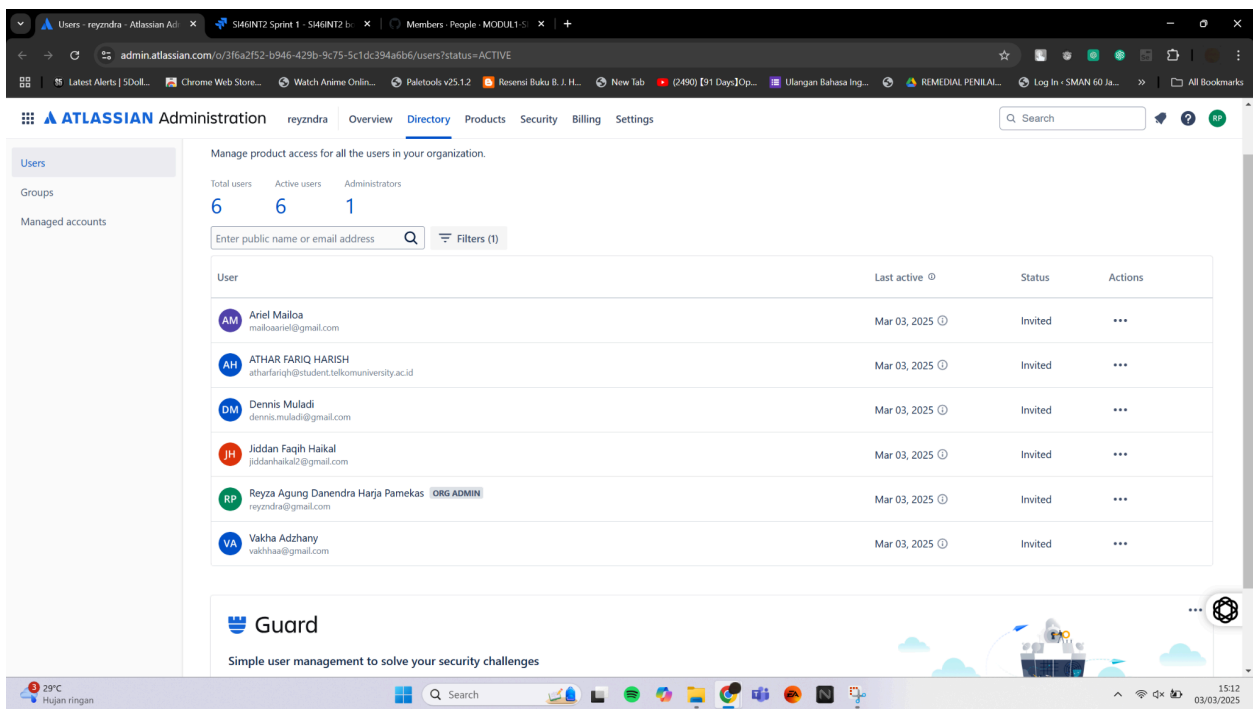 Users - reyzndra - Atlassian Adm
SI46INT2 Sprint 1 - SI46INT2 bo
Members · People · MODUL1-SI
admin.atlassian.com/o/3f6a2f52-b946-429b-9c75-5c1dc394a6b6/users?status=ACTIVE
Latest Alerts | 5Doll... Chrome Web Store... Watch Anime Onlin... Paletools v25.1.2 Resensi Buku B. J. H... New Tab (2490) [91 Days]Op... Ulangan Bahasa Ing... REMEDIAL PENILAI... Log In ‹ SMAN 60 Ja... » All Bookmarks
ATLASSIAN Administration reyzndra Overview Directory Products Security Billing Settings Search RP
Users
Groups
Managed accounts
Manage product access for all the users in your organization.
Total users Active users Administrators
6 6 1
Enter public name or email address Filters (1)
User Last active Status Actions
AM Ariel Mailoa Mar 03, 2025 Invited
mailoaariel@gmail.com
AH ATHAR FARIQ HARISH Mar 03, 2025 Invited
atharfariqh@student.telkomuniversity.ac.id
DM Dennis Muladi Mar 03, 2025 Invited
dennis.muladi@gmail.com
JH Jiddan Faqih Haikal Mar 03, 2025 Invited
jiddanhaikal2@gmail.com
RP Reyza Agung Danendra Harja Pamekas ORG ADMIN Mar 03, 2025 Invited
reyzndra@gmail.com
VA Vakha Adzhany Mar 03, 2025 Invited
vakhhaa@gmail.com
Guard
Simple user management to solve your security challenges
3 29°C
Hujan ringan
Search
15:12
03/03/2025